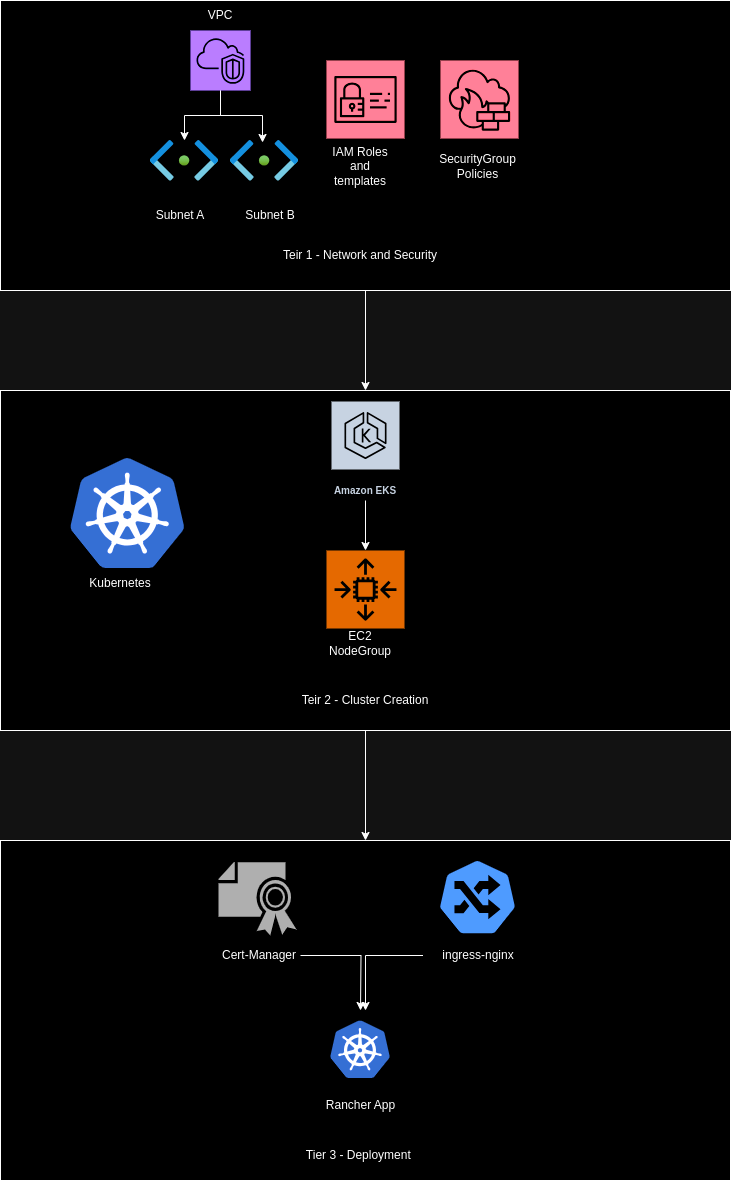 VPC
IAM Roles
and
templates
SecurityGroup
Policies
Subnet A
Subnet B
Teir 1 - Network and Security
Amazon EKS
Kubernetes
EC2
NodeGroup
Teir 2 - Cluster Creation
Cert-Manager
ingress-nginx
Rancher App
Tier 3 - Deployment